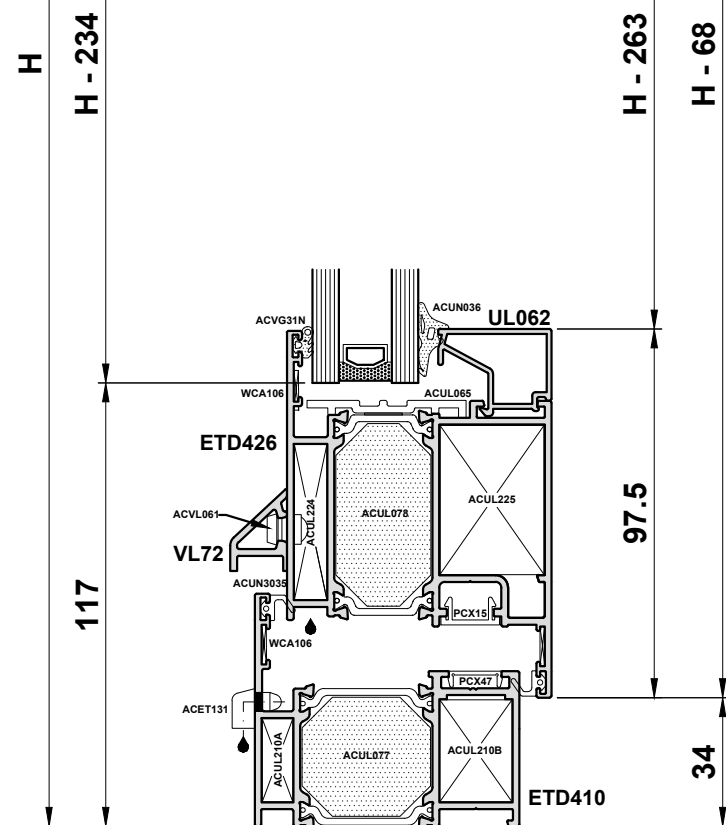 H
H - 234
H - 263
H - 68
ACVG31N
ACUN036
UL062
WCA106
ACUL065
ETD426
ACUL224
ACUL078
ACUL225
ACVL061
VL72
97.5
ACUN3035
117
PCX15
WCA106
PCX47
ACET131
ACUL210A
ACUL077
ACUL210B
34
ETD410